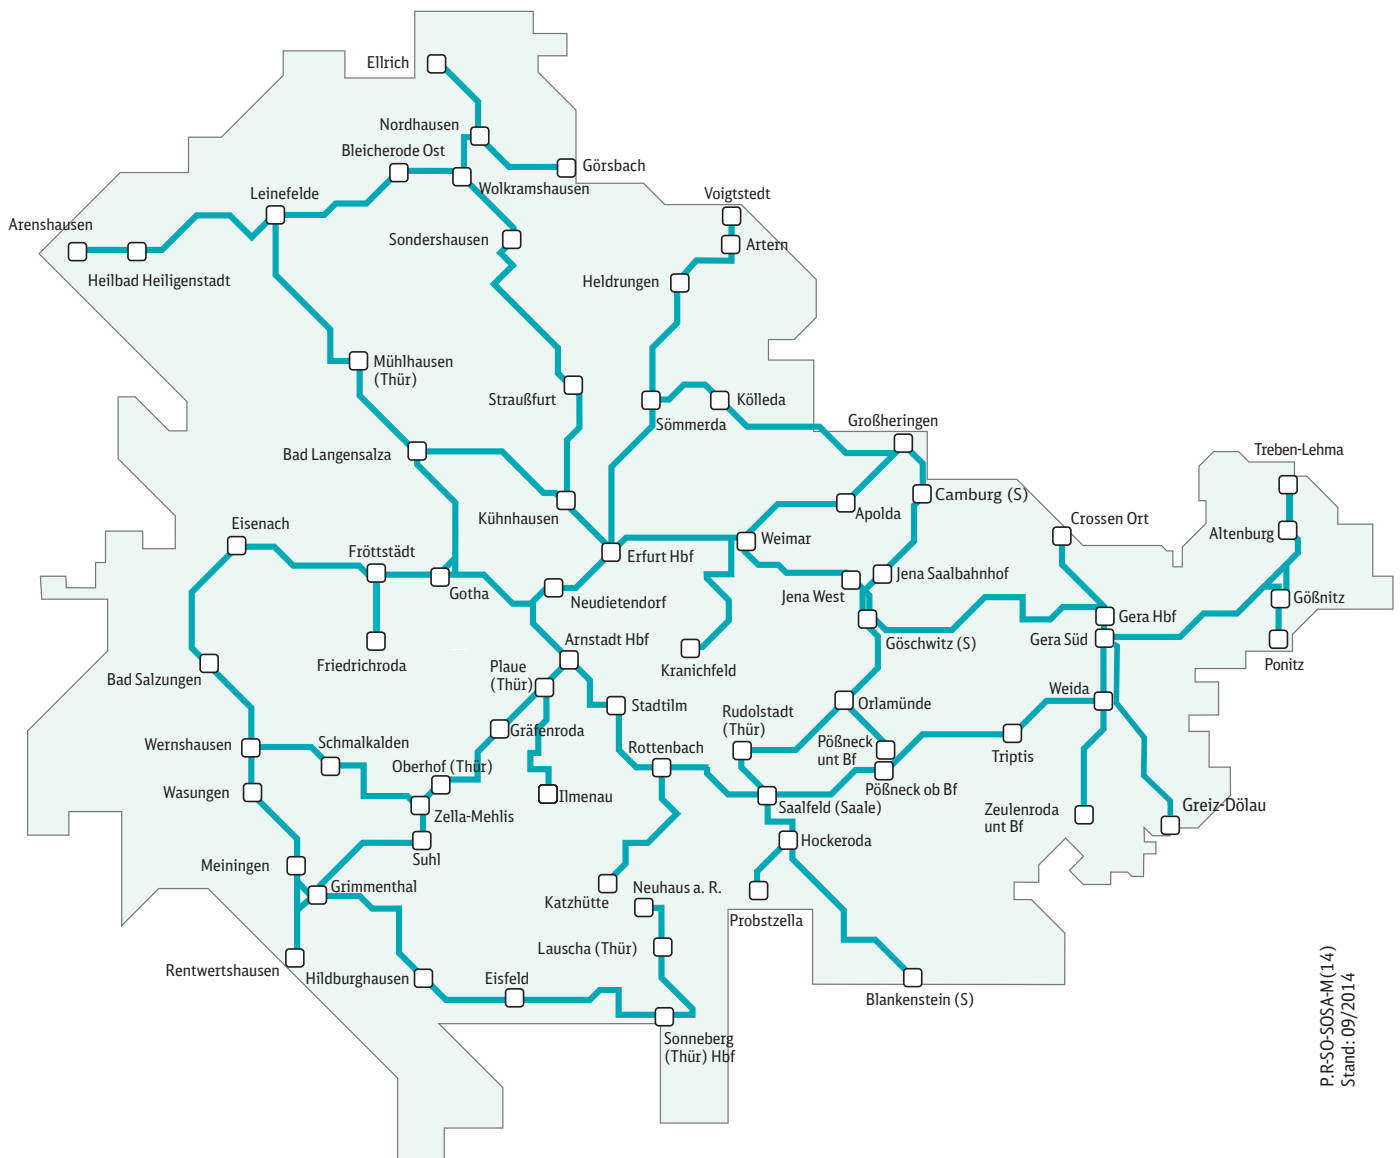 Ellrich
Nordhausen
Bleicherode Ost
Görsbach
Wolkramshausen
Leinefelde
Voigtstedt
Arenshausen
Sondershausen
Artern
Heilbad Heiligenstadt
Heldrungen
Mühlhausen
(Thür)
Straußfurt
Kölleda
Sömmerda
Großheringen
Bad Langensalza
Treben-Lehma
Camburg (S)
Kühnhausen
Apolda
Crossen Ort
Eisenach
Altenburg
Fröttstädt
Erfurt Hbf
Weimar
Jena Saalbahnhof
Gotha
Neudietendorf
Jena West
Gößnitz
Gera Hbf
Arnstadt Hbf
Göschwitz (S)
Gera Süd
Friedrichroda
Plaue
(Thür)
Kranichfeld
Ponitz
Bad Salzungen
Weida
Stadtilm
Orlamünde
Rudolstadt
(Thür)
Gräfenroda
Wernshausen
Schmalkalden
Rottenbach
Pößneck
unt Bf
Triptis
Oberhof (Thür)
Pößneck ob Bf
Wasungen
Ilmenau
Saalfeld (Saale)
Zella-Mehlis
Zeulenroda
unt Bf
Greiz-Dölau
Hockeroda
Suhl
Meiningen
Grimmenthal
Katzhütte
Neuhaus a. R.
Probstzella
Lauscha (Thür)
Rentwertshausen
Hildburghausen
Eisfeld
Blankenstein (S)
Sonneberg
(Thür) Hbf
P.R-SO-SOSA-M(14)
Stand: 09/2014